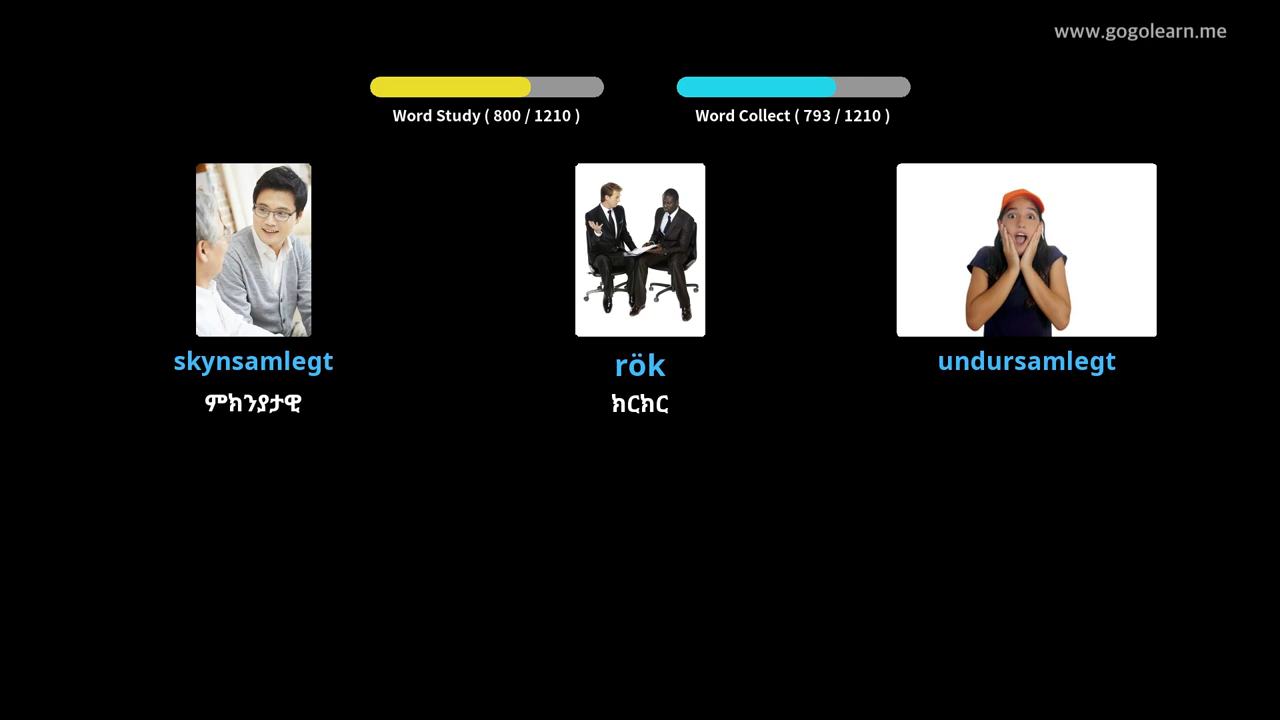 www.gogolearn.me
Word Study ( 800 / 1210 )
Word Collect ( 793 / 1210 )
skynsamlegt
ምክንያታዊ
rök
ክርክር
undursamlegt